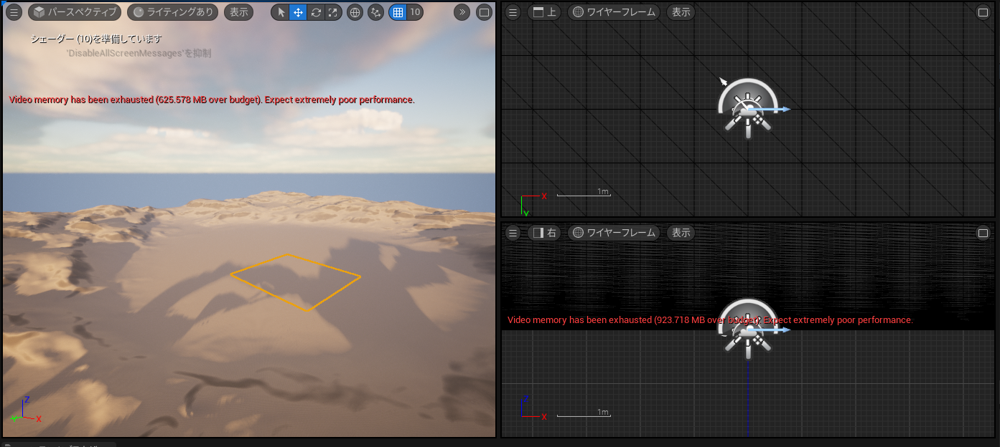 パースペクティブ ライティングあり 表示 10
シェーダー (10)を準備しています
'DisableAllScreenMessages'を抑制
Video memory has been exhausted (625.578 MB over budget). Expect extremely poor performance.
Z
Y X
上 ワイヤーフレーム 表示
1m
X
Y
右 ワイヤーフレーム 表示
Video memory has been exhausted (923.718 MB over budget). Expect extremely poor performance.
Z
1m
X